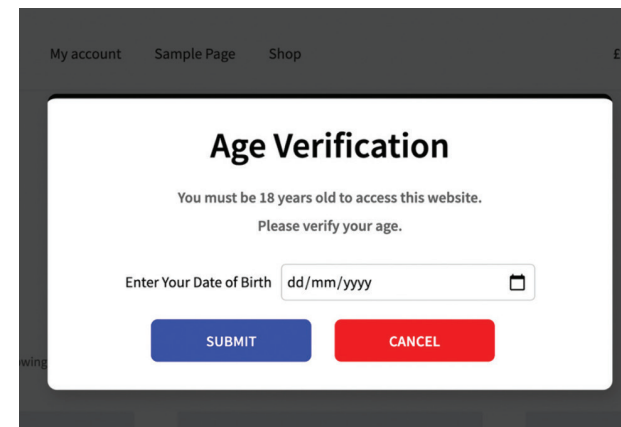 My account Sample Page Shop £
Age Verification
You must be 18 years old to access this website.
Please verify your age.
Enter Your Date of Birth dd/mm/yyyy
SUBMIT CANCEL